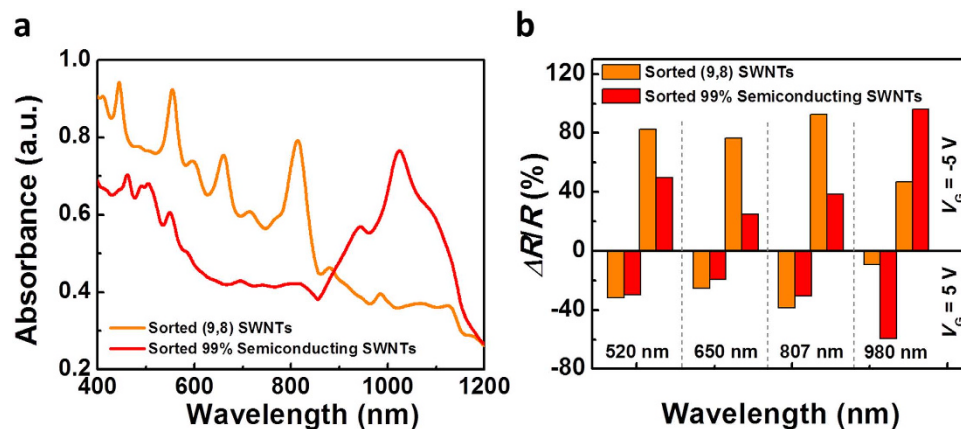 a
1.0
0.8
0.6
0.4
0.2
Absorbance (a.u.)
Sorted (9,8) SWNTs
Sorted 99% Semiconducting SWNTs
400 600 800 1000 1200
Wavelength (nm)
b
120
80
40
0
-40
-80
ΔR/R (%)
Sorted (9,8) SWNTs
Sorted 99% Semiconducting SWNTs
V_G = -5 V
V_G = 5 V
520 nm 650 nm 807 nm 980 nm
Wavelength (nm)